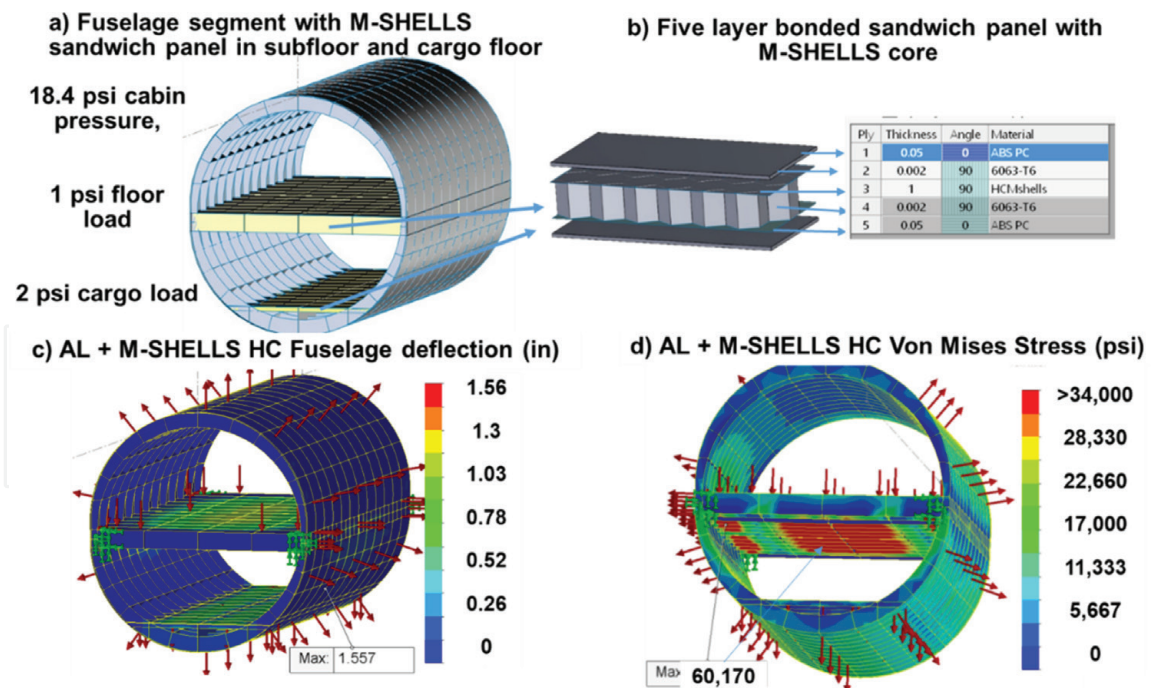 a) Fuselage segment with M-SHELLS
sandwich panel in subfloor and cargo floor
18.4 psi cabin
pressure,
1 psi floor
load
2 psi cargo load
b) Five layer bonded sandwich panel with
M-SHELLS core
Ply Thickness Angle Material
1 0.05 0 ABS PC
2 0.002 90 6063-T6
3 1 90 HCMshells
4 0.002 90 6063-T6
5 0.05 0 ABS PC
c) AL + M-SHELLS HC Fuselage deflection (in)
1.56
1.3
1.03
0.78
0.52
0.26
0
Max: 1.557
d) AL + M-SHELLS HC Von Mises Stress (psi)
>34,000
28,330
22,660
17,000
11,333
5,667
0
Max 60,170